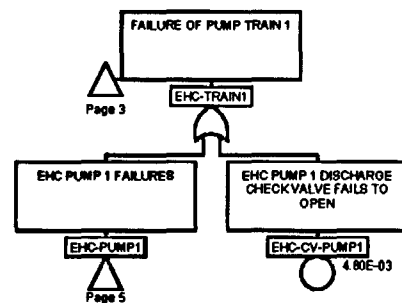 FAILURE OF PUMP TRAIN 1
Page 3
EHC-TRAIN1
EHC PUMP 1 FAILURES
EHC PUMP 1 DISCHARGE
CHECKVALVE FAILS TO
OPEN
EHC-PUMP1
EHC-CV-PUMP1
4.80E-03
Page 5